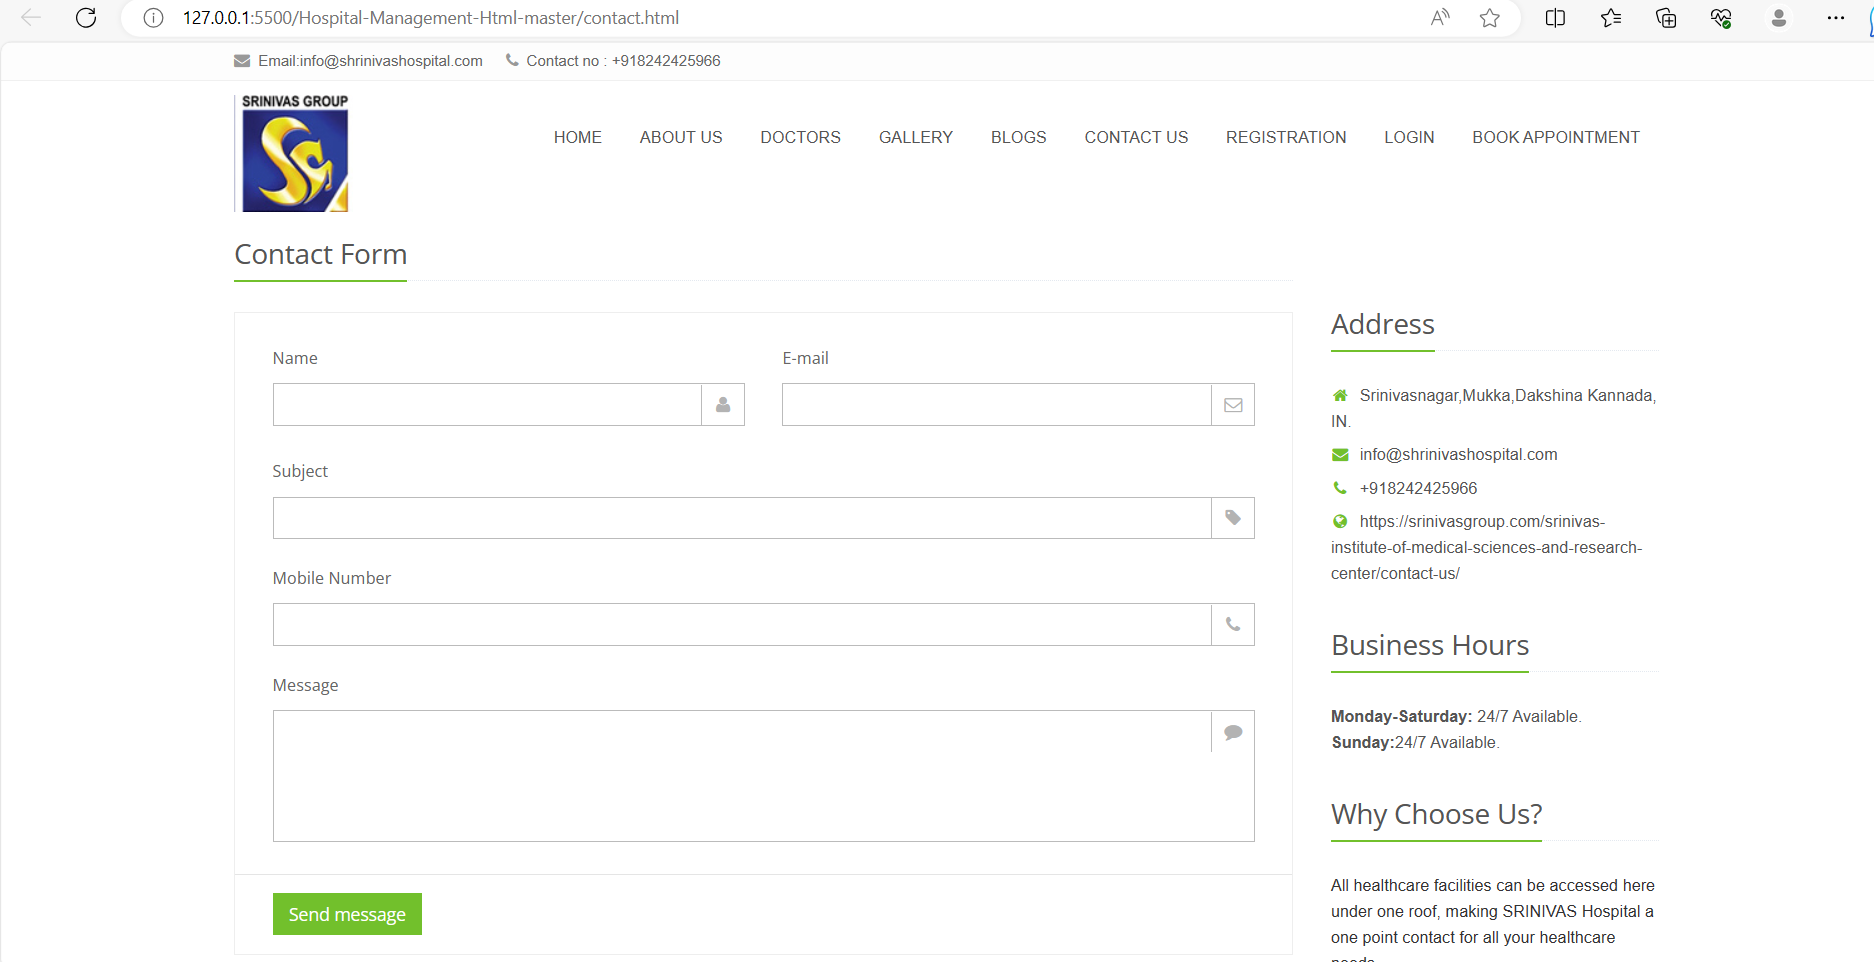 127.0.0.1:5500/Hospital-Management-Html-master/contact.html
Email:info@shrinivashospital.com Contact no : +918242425966
SRINIVAS GROUP
HOME ABOUT US DOCTORS GALLERY BLOGS CONTACT US REGISTRATION LOGIN BOOK APPOINTMENT
Contact Form
Name E-mail
Subject
Mobile Number
Message
Send message
Address
Srinivasnagar,Mukka,Dakshina Kannada,
IN.
info@shrinivashospital.com
+918242425966
https://srinivasgroup.com/srinivas-
institute-of-medical-sciences-and-research-
center/contact-us/
Business Hours
Monday-Saturday: 24/7 Available.
Sunday:24/7 Available.
Why Choose Us?
All healthcare facilities can be accessed here
under one roof, making SRINIVAS Hospital a
one point contact for all your healthcare